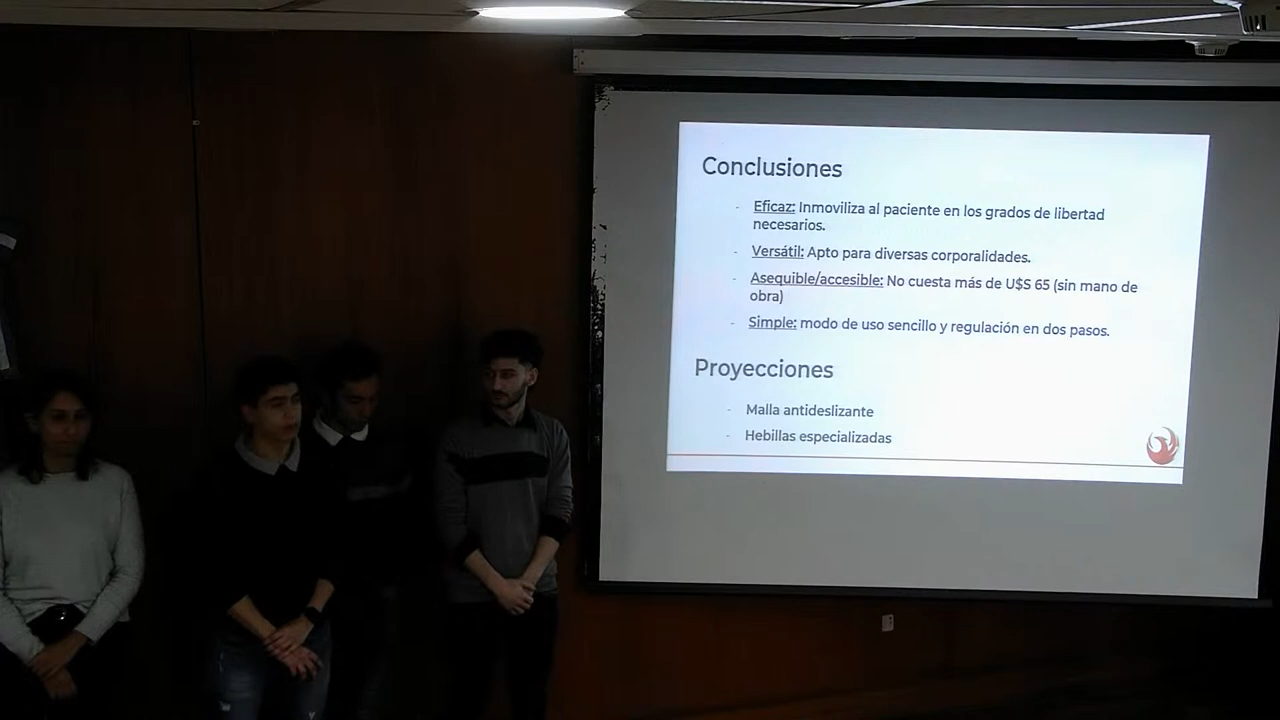 Conclusiones
- Eficaz: Inmoviliza al paciente en los grados de libertad
necesarios.
- Versátil: Apto para diversas corporalidades.
- Asequible/accesible: No cuesta más de U$S 65 (sin mano de
obra)
- Simple: modo de uso sencillo y regulación en dos pasos.
Proyecciones
- Malla antideslizante
- Hebillas especializadas